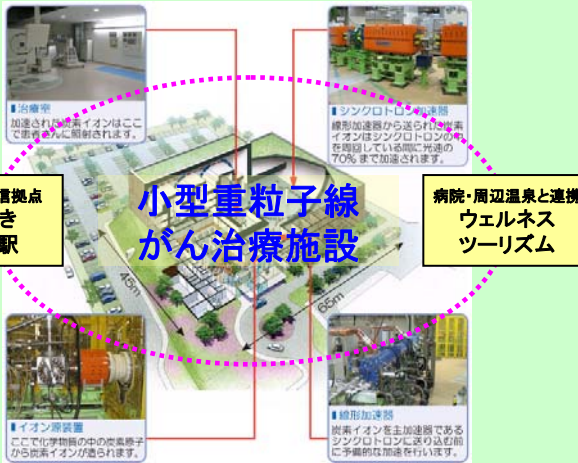 ■治療室
加速された炭素イオンはここ
で患者さんに照射されます。
■シンクロトロン加速器
線形加速器から送られた炭素
イオンはシンクロトロンの中
を周回している間に光速の
70%まで加速されます。
信拠点
き
駅
小型重粒子線
がん治療施設
病院・周辺温泉と連携
ウェルネス
ツーリズム
45m
65m
■イオン源装置
ここで化学物質の中の炭素原子
から炭素イオンが造られます。
■線形加速器
炭素イオンを主加速器である
シンクロトロンに送り込む前
に予備的な加速を行います。